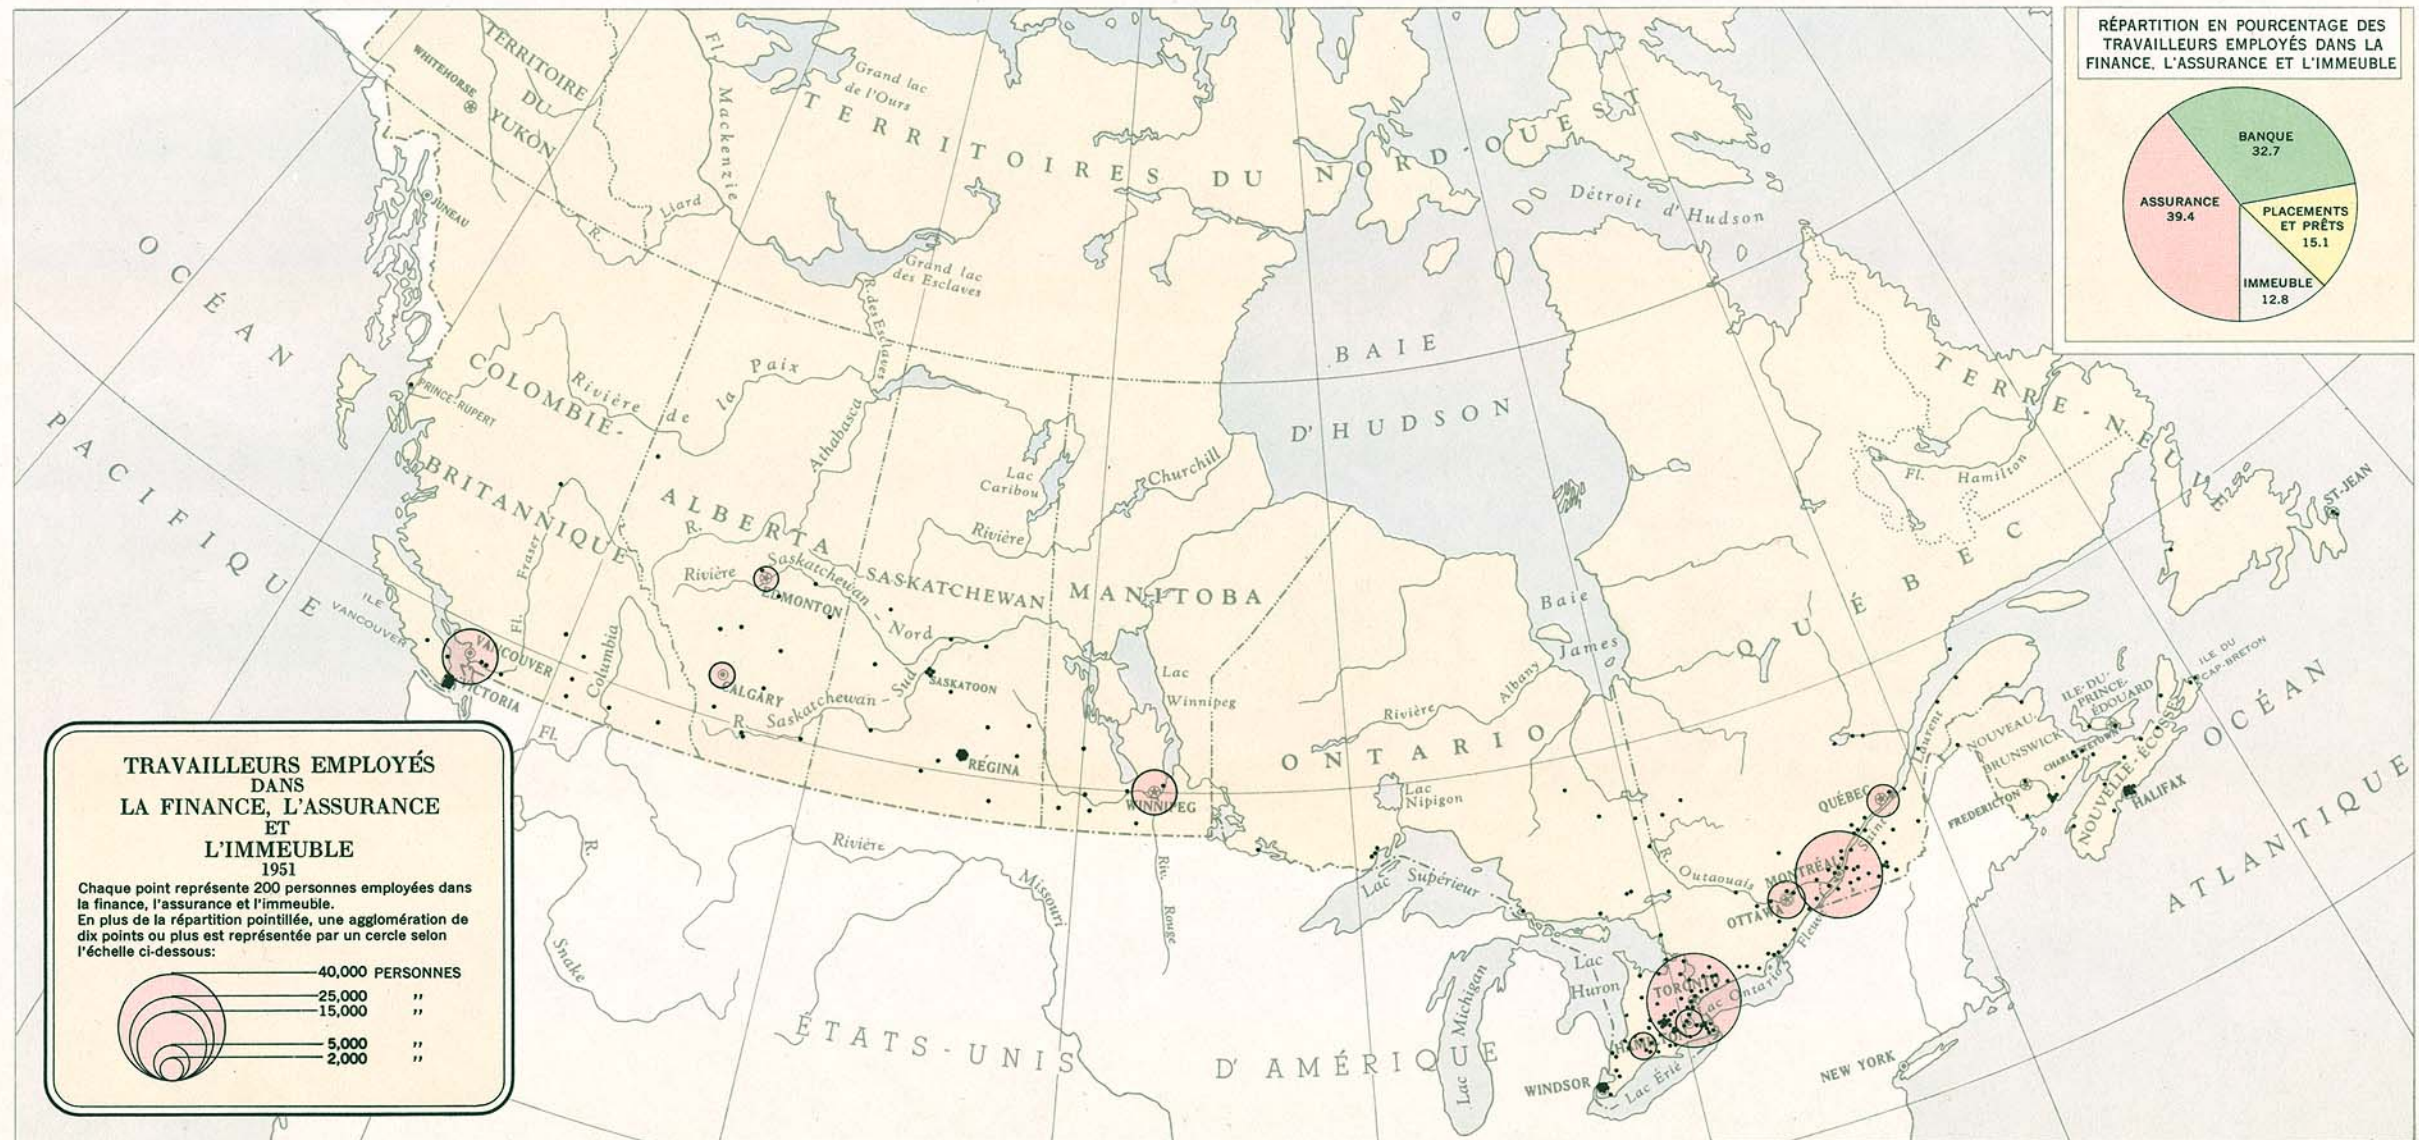 RÉPARTITION EN POURCENTAGE DES
TRAVAILLEURS EMPLOYÉS DANS LA
FINANCE, L'ASSURANCE ET L'IMMEUBLE
BANQUE
32.7
ASSURANCE
39.4
PLACEMENTS
ET PRÊTS
15.1
IMMEUBLE
12.8
WHITEHORSE
TERRITOIRE
DU
YUKON
JUNEAU
Fl. Mackenzie
Grand lac
de l'Ours
TERRITOIRES DU NORD-OUEST
Liard
R.
Grand lac
des Esclaves
R. des Esclaves
Détroit d'Hudson
OCÉAN
PACIFIQUE
BAIE
D'HUDSON
COLOMBIE-
BRITANNIQUE
PRINCE-RUPERT
Rivière de la Paix
Athabasca
R.
Lac
Caribou
Churchill
Rivière
TERRE-NEUVE
Fl. Hamilton
ST-JEAN
ALBERTA
SASKATCHEWAN
MANITOBA
Fl. Fraser
Rivière Saskatchewan - Nord
EDMONTON
ILE
VANCOUVER
VANCOUVER
VICTORIA
Fl. Columbia
CALGARY
R. Saskatchewan - Sud
SASKATOON
RÉGINA
Lac
Winnipeg
WINNIPEG
Baie
James
Rivière Albany
ONTARIO
QUÉBEC
Lac
Nipigon
ILE DU
CAP-BRETON
ILE-DU-
PRINCE-
ÉDOUARD
CHARLOTTETOWN
NOUVEAU-
BRUNSWICK
FREDERICTON
NOUVELLE-ÉCOSSE
HALIFAX
OCÉAN
ATLANTIQUE
QUÉBEC
Fleuve Saint Laurent
MONTRÉAL
R. Outaouais
OTTAWA
Lac Supérieur
Lac
Huron
Lac Michigan
TORONTO
Lac Ontario
HAMILTON
WINDSOR
Lac Érié
NEW YORK
Rivière Missouri
Riv. Rouge
R. Snake
ÉTATS-UNIS D'AMÉRIQUE
TRAVAILLEURS EMPLOYÉS
DANS
LA FINANCE, L'ASSURANCE
ET
L'IMMEUBLE
1951
Chaque point représente 200 personnes employées dans
la finance, l'assurance et l'immeuble.
En plus de la répartition pointillée, une agglomération de
dix points ou plus est représentée par un cercle selon
l'échelle ci-dessous:
40,000 PERSONNES
25,000 ,,
15,000 ,,
5,000 ,,
2,000 ,,